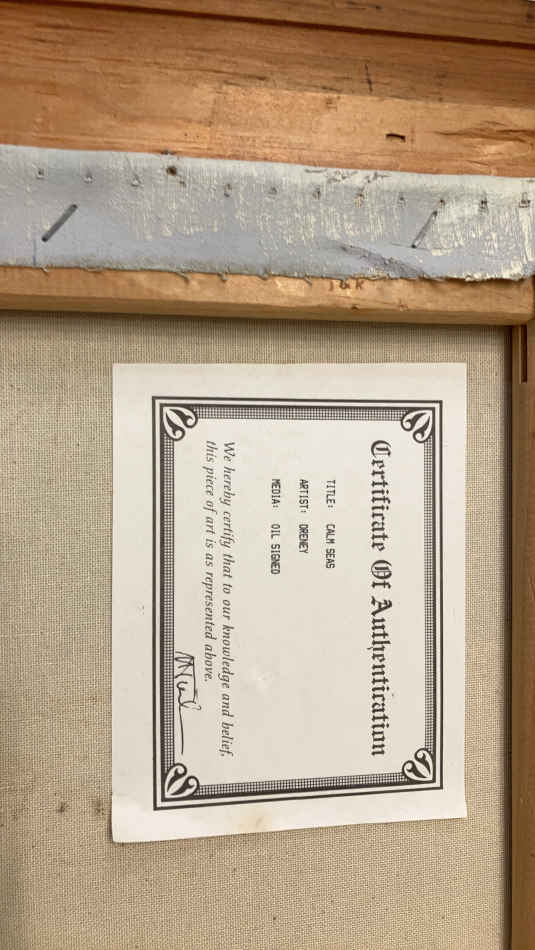 Certificate Of Authentication
TITLE: CALM SEAS
ARTIST: DRENEY
MEDIA: OIL SIGNED
We hereby certify that to our knowledge and belief,
this piece of art is as represented above.